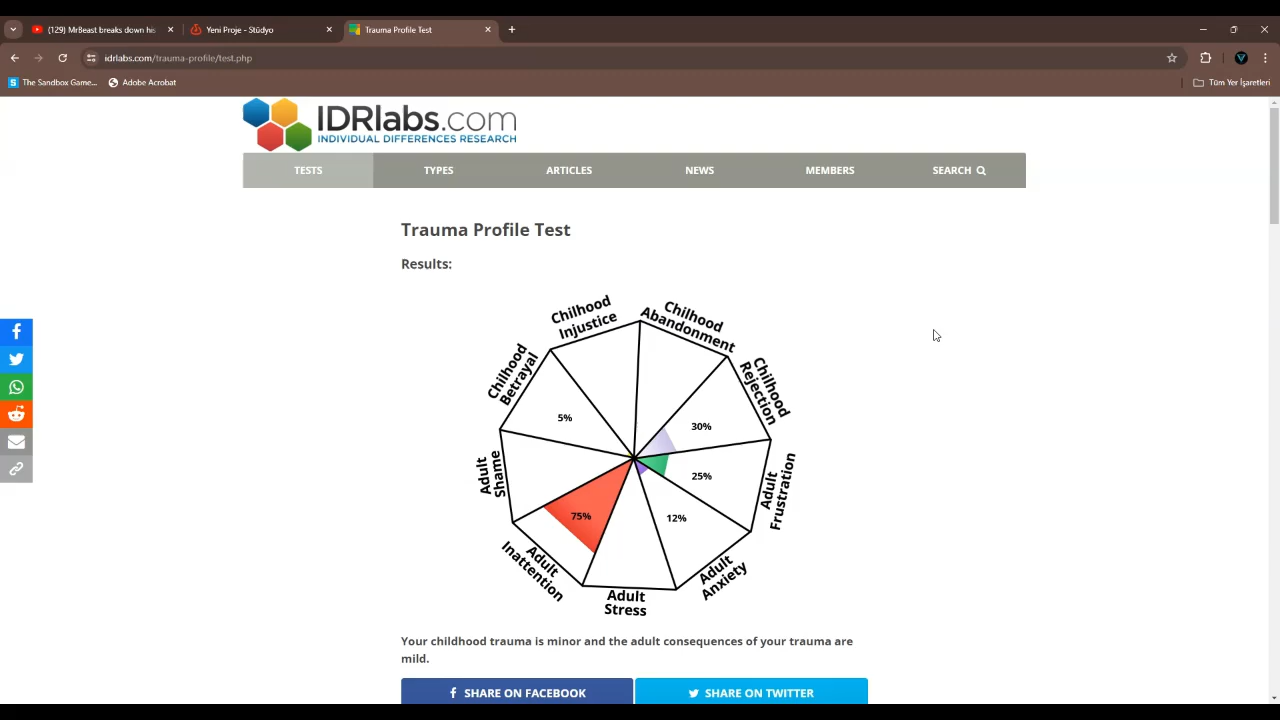 (129) MrBeast breaks down his
Yeni Proje - Stüdyo
Trauma Profile Test
idrlabs.com/trauma-profile/test.php
The Sandbox Game...
Adobe Acrobat
Tüm Yer İşaretleri
IDRlabs.com
INDIVIDUAL DIFFERENCES RESEARCH
TESTS
TYPES
ARTICLES
NEWS
MEMBERS
SEARCH
Trauma Profile Test
Results:
Chilhood
Injustice
Chilhood
Abandonment
Chilhood
Betrayal
Chilhood
Rejection
5%
30%
Adult
Shame
25%
Adult
Frustration
75%
12%
Adult
Inattention
Adult
Anxiety
Adult
Stress
Your childhood trauma is minor and the adult consequences of your trauma are
mild.
SHARE ON FACEBOOK
SHARE ON TWITTER